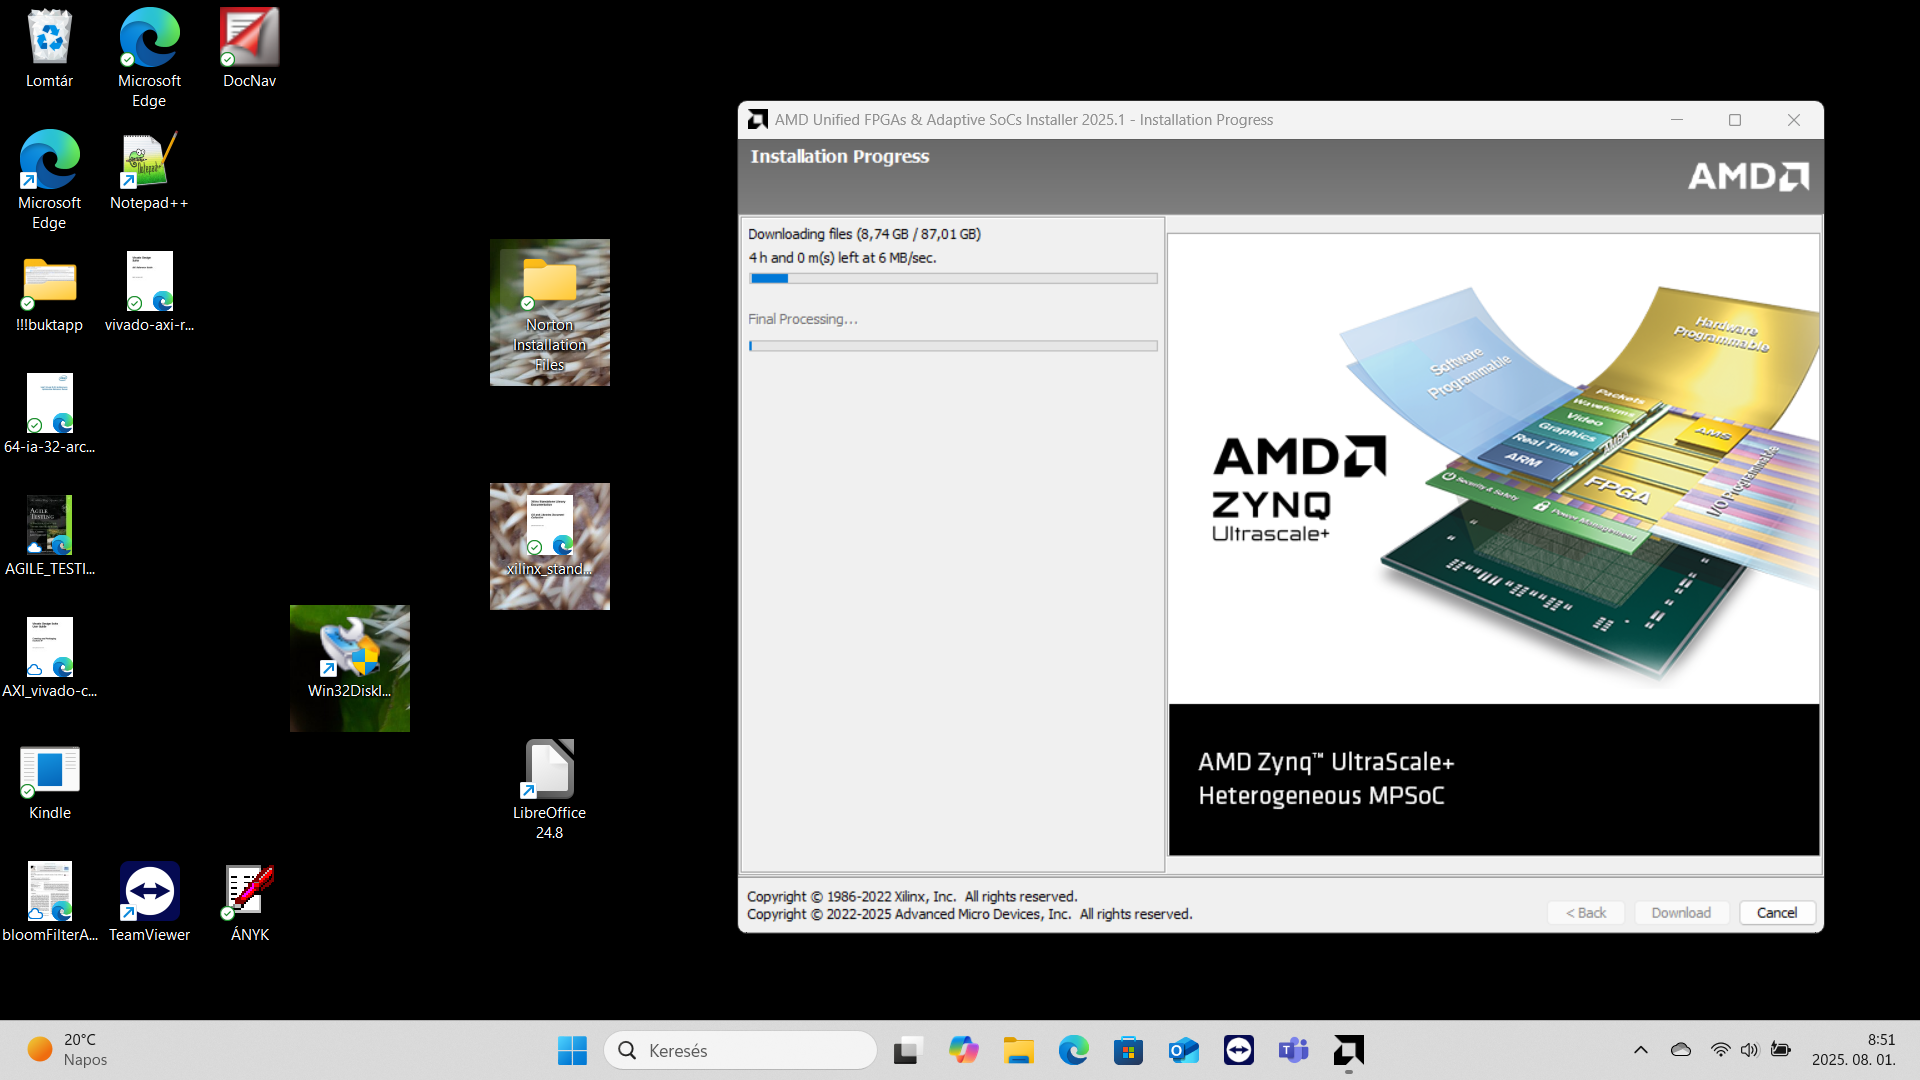 Lomtár
Microsoft
Edge
DocNav
Microsoft
Edge
Notepad++
!!!buktapp
vivado-axi-r...
Norton
Installation
Files
64-ia-32-arc...
AGILE_TESTI...
xilinx_stand...
AXI_vivado-c...
Win32DiskI...
Kindle
LibreOffice
24.8
bloomFilterA...
TeamViewer
ÁNYK
AMD Unified FPGAs & Adaptive SoCs Installer 2025.1 - Installation Progress
Installation Progress
AMD
Downloading files (8,74 GB / 87,01 GB)
4 h and 0 m(s) left at 6 MB/sec.
Final Processing...
Software
Programmable
Hardware
Programmable
Packets
Waveforms
Video
Graphics
Real Time
ARM
AMBA
AMS
FPGA
I/O Programmable
Security & Safety
Power Management
AMD
ZYNQ
Ultrascale+
AMD Zynq™ UltraScale+
Heterogeneous MPSoC
Copyright © 1986-2022 Xilinx, Inc. All rights reserved.
Copyright © 2022-2025 Advanced Micro Devices, Inc. All rights reserved.
< Back
Download
Cancel
20°C
Napos
Keresés
8:51
2025. 08. 01.